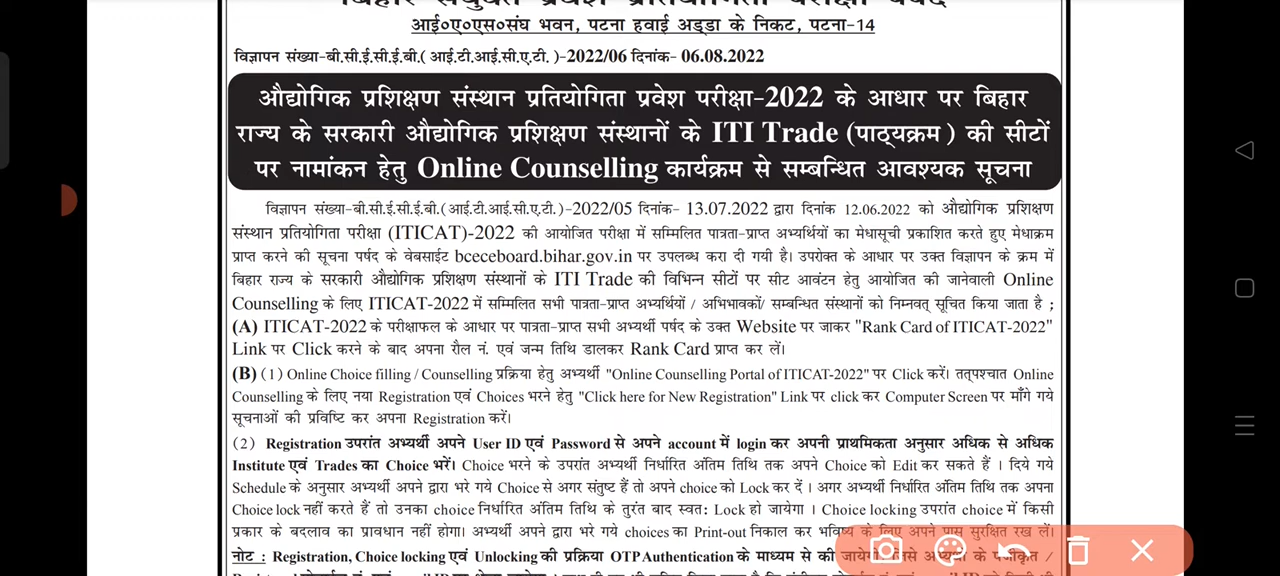 बिहार संयुक्त प्रवेश प्रतियोगिता परीक्षा पर्षद
आई०ए०एस०संघ भवन, पटना हवाई अड्डा के निकट, पटना-14
विज्ञापन संख्या-बी.सी.ई.सी.ई.बी.( आई.टी.आई.सी.ए.टी. )-2022/06 दिनांक- 06.08.2022
औद्योगिक प्रशिक्षण संस्थान प्रतियोगिता प्रवेश परीक्षा-2022 के आधार पर बिहार
राज्य के सरकारी औद्योगिक प्रशिक्षण संस्थानों के ITI Trade (पाठ्यक्रम) की सीटों
पर नामांकन हेतु Online Counselling कार्यक्रम से सम्बन्धित आवश्यक सूचना
विज्ञापन संख्या-बी.सी.ई.सी.ई.बी.(आई.टी.आई.सी.ए.टी.)-2022/05 दिनांक- 13.07.2022 द्वारा दिनांक 12.06.2022 को औद्योगिक प्रशिक्षण
संस्थान प्रतियोगिता परीक्षा (ITICAT)-2022 की आयोजित परीक्षा में सम्मिलित पात्रता-प्राप्त अभ्यर्थियों का मेधासूची प्रकाशित करते हुए मेधाक्रम
प्राप्त करने की सूचना पर्षद के वेबसाईट bceceboard.bihar.gov.in पर उपलब्ध करा दी गयी है। उपरोक्त के आधार पर उक्त विज्ञापन के क्रम में
बिहार राज्य के सरकारी औद्योगिक प्रशिक्षण संस्थानों के ITI Trade की विभिन्न सीटों पर सीट आवंटन हेतु आयोजित की जानेवाली Online
Counselling के लिए ITICAT-2022 में सम्मिलित सभी पात्रता-प्राप्त अभ्यर्थियों / अभिभावकों/ सम्बन्धित संस्थानों को निम्नवत् सूचित किया जाता है ;
(A) ITICAT-2022 के परीक्षाफल के आधार पर पात्रता-प्राप्त सभी अभ्यर्थी पर्षद के उक्त Website पर जाकर "Rank Card of ITICAT-2022"
Link पर Click करने के बाद अपना रौल नं. एवं जन्म तिथि डालकर Rank Card प्राप्त कर लें।
(B) (1) Online Choice filling / Counselling प्रक्रिया हेतु अभ्यर्थी "Online Counselling Portal of ITICAT-2022" पर Click करें। तत्पश्चात Online
Counselling के लिए नया Registration एवं Choices भरने हेतु "Click here for New Registration" Link पर click कर Computer Screen पर माँगे गये
सूचनाओं की प्रविष्टि कर अपना Registration करें।
(2) Registration उपरांत अभ्यर्थी अपने User ID एवं Password से अपने account में login कर अपनी प्राथमिकता अनुसार अधिक से अधिक
Institute एवं Trades का Choice भरें। Choice भरने के उपरांत अभ्यर्थी निर्धारित अंतिम तिथि तक अपने Choice को Edit कर सकते हैं । दिये गये
Schedule के अनुसार अभ्यर्थी अपने द्वारा भरे गये Choice से अगर संतुष्ट हैं तो अपने choice को Lock कर दें । अगर अभ्यर्थी निर्धारित अंतिम तिथि तक अपना
Choice lock नहीं करते हैं तो उनका choice निर्धारित अंतिम तिथि के तुरंत बाद स्वत: Lock हो जायेगा । Choice locking उपरांत choice में किसी
प्रकार के बदलाव का प्रावधान नहीं होगा। अभ्यर्थी अपने द्वारा भरे गये choices का Print-out निकाल कर भविष्य के लिए अपने पास सुरक्षित रख लें।
नोट : Registration, Choice locking एवं Unlocking की प्रक्रिया OTP Authentication के माध्यम से की जायेगी